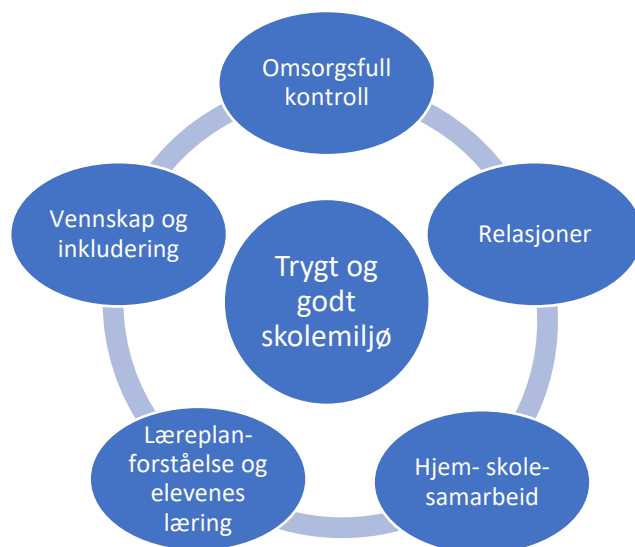 Omsorgsfull
kontroll
Vennskap og
inkludering
Relasjoner
Trygt og
godt
skolemiljø
Læreplan-
forståelse og
elevenes
læring
Hjem- skole-
samarbeid